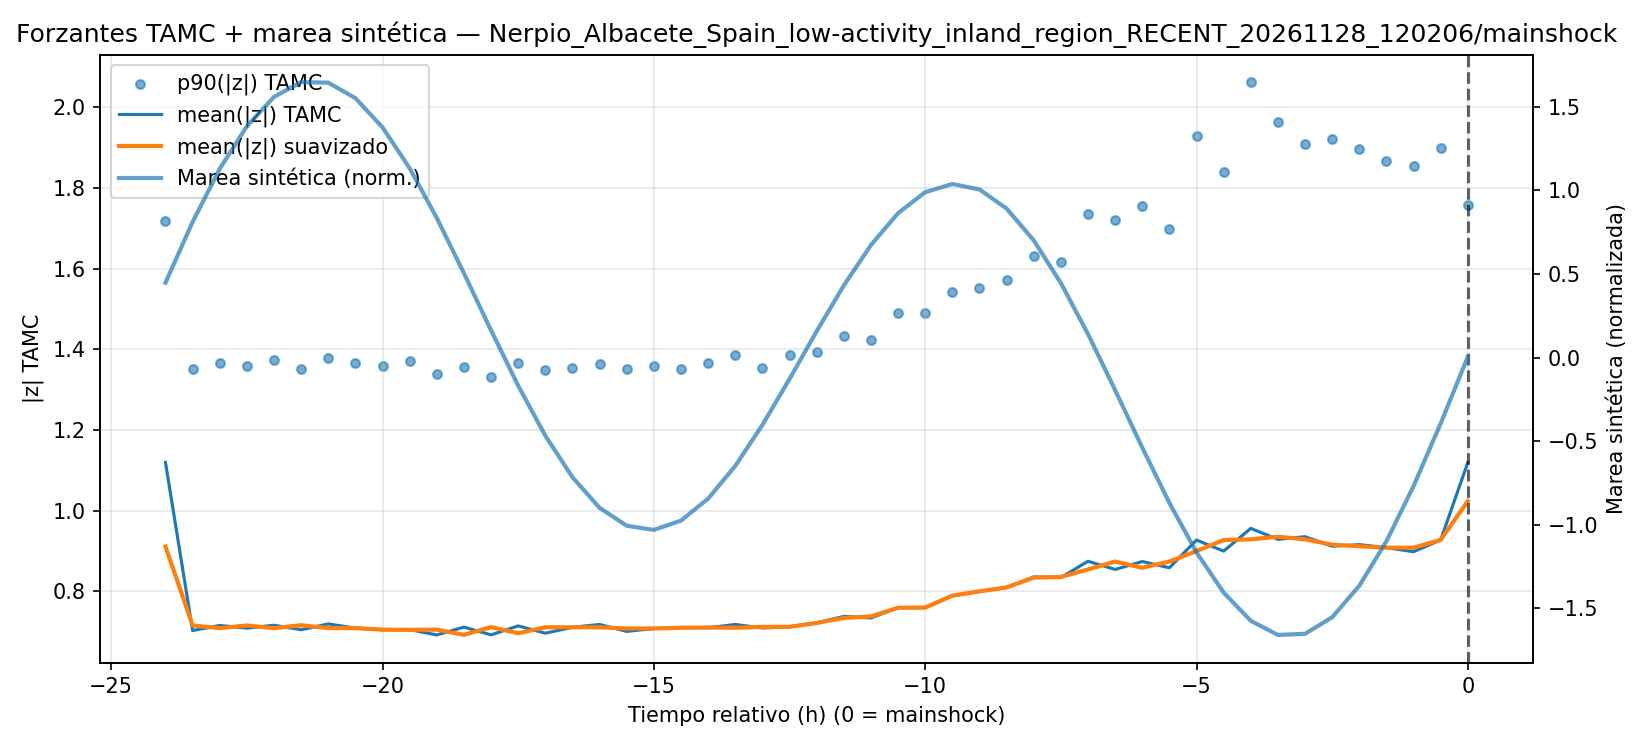 Forzantes TAMC + marea sintética — Nerpio_Albacete_Spain_low-activity_inland_region_RECENT_20261128_120206/mainshock
p90(|z|) TAMC
mean(|z|) TAMC
mean(|z|) suavizado
Marea sintética (norm.)
|z| TAMC
2.0
1.8
1.6
1.4
1.2
1.0
0.8
1.5
1.0
0.5
0.0
−0.5
−1.0
−1.5
Marea sintética (normalizada)
−25
−20
−15
−10
−5
0
Tiempo relativo (h) (0 = mainshock)